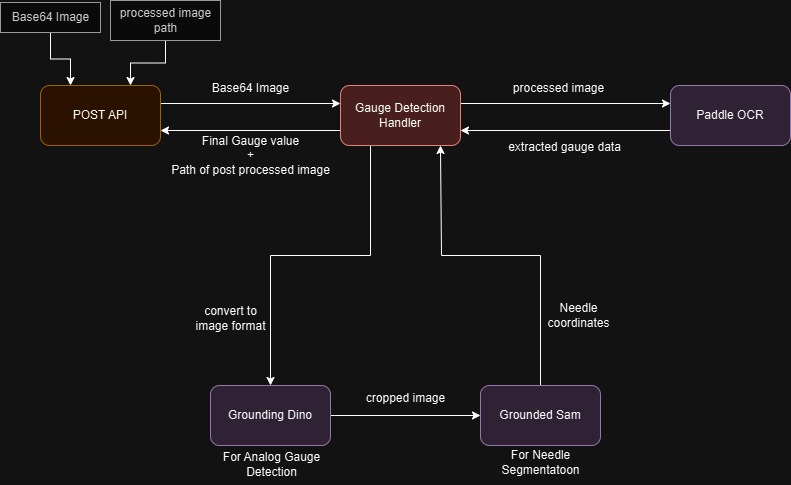 Base64 Image
processed image
path
POST API
Base64 Image
Final Gauge value
+
Path of post processed image
Gauge Detection
Handler
processed image
extracted gauge data
Paddle OCR
convert to
image format
Needle
coordinates
Grounding Dino
cropped image
Grounded Sam
For Analog Gauge
Detection
For Needle
Segmentatoon